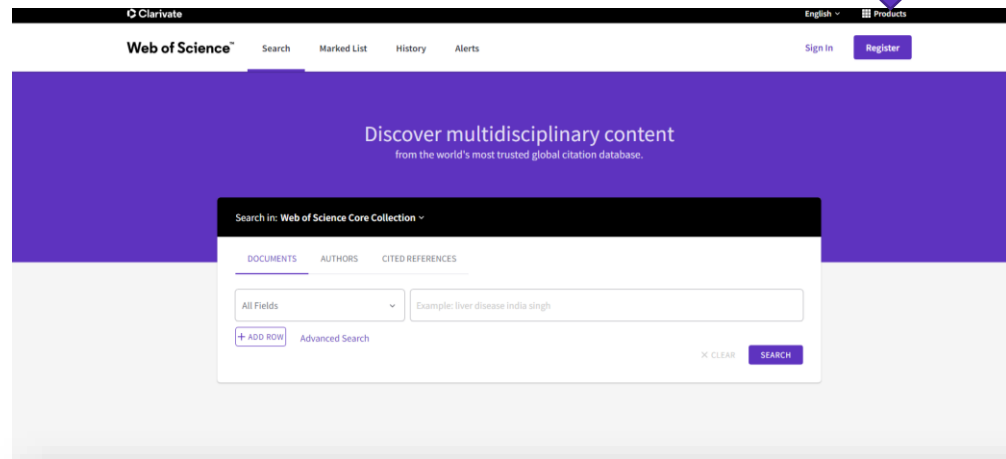 Clarivate
English
Products
Web of Science™
Search
Marked List
History
Alerts
Sign In
Register
Discover multidisciplinary content
from the world's most trusted global citation database.
Search in: Web of Science Core Collection
DOCUMENTS
AUTHORS
CITED REFERENCES
All Fields
Example: liver disease india singh
+ ADD ROW
Advanced Search
× CLEAR
SEARCH